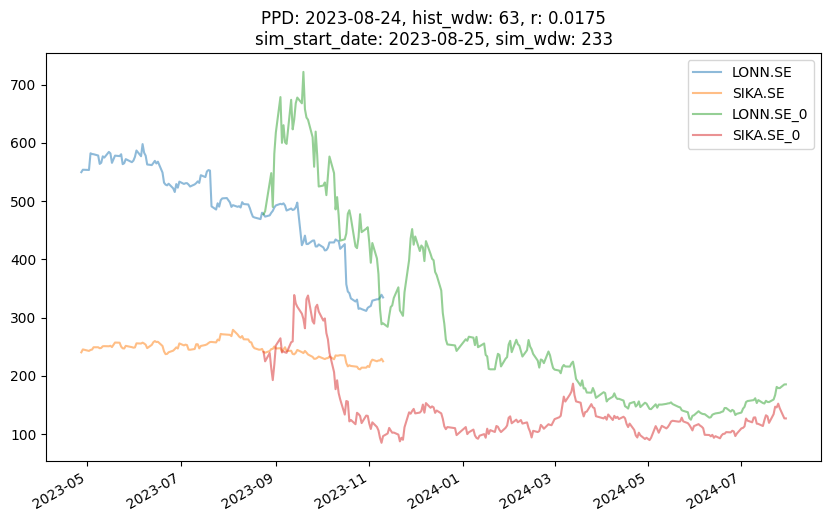 PPD: 2023-08-24, hist_wdw: 63, r: 0.0175
sim_start_date: 2023-08-25, sim_wdw: 233
LONN.SE
SIKA.SE
LONN.SE_0
SIKA.SE_0
700
600
500
400
300
200
100
2023-05
2023-07
2023-09
2023-11
2024-01
2024-03
2024-05
2024-07